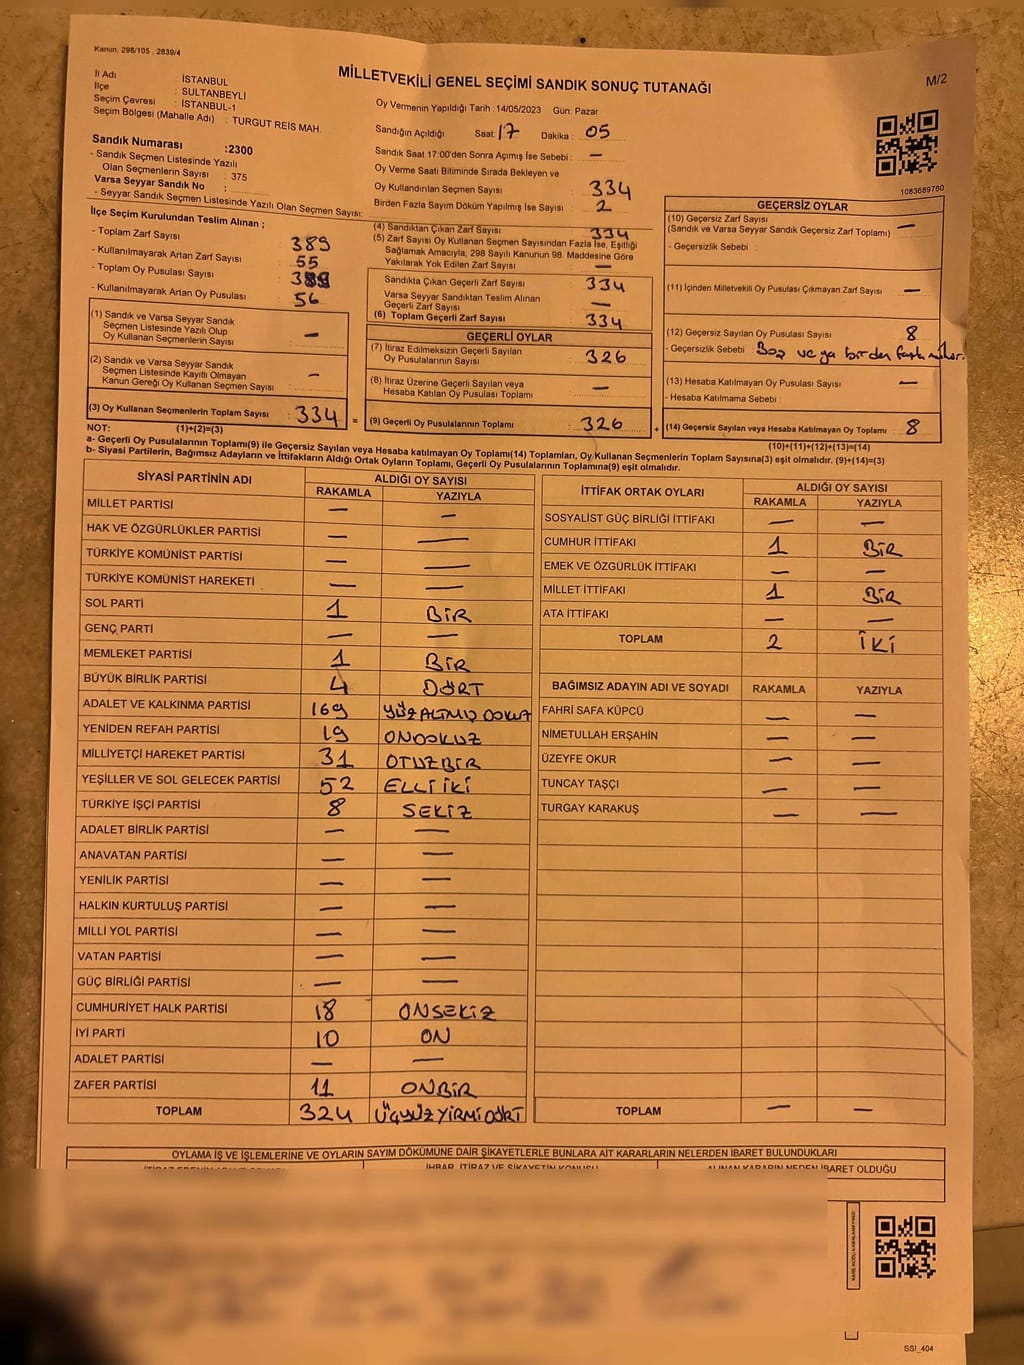 Kanun, 298/105 , 2839/4
MİLLETVEKİLİ GENEL SEÇİMİ SANDIK SONUÇ TUTANAĞI
M/2
İl Adı : İSTANBUL
İlçe : SULTANBEYLİ
Seçim Çevresi : İSTANBUL-1
Seçim Bölgesi (Mahalle Adı) : TURGUT REİS MAH.
Sandık Numarası :2300
- Sandık Seçmen Listesinde Yazılı
Olan Seçmenlerin Sayısı : 375
Varsa Seyyar Sandık No :
- Seyyar Sandık Seçmen Listesinde Yazılı Olan Seçmen Sayısı:
Oy Vermenin Yapıldığı Tarih :14/05/2023 Gün: Pazar
Sandığın Açıldığı Saat: 17 Dakika : 05
Sandık Saat 17:00'den Sonra Açımış İse Sebebi : —
Oy Verme Saati Bitiminde Sırada Bekleyen ve
Oy Kullandırılan Seçmen Sayısı : 334
Birden Fazla Sayım Döküm Yapılmış İse Sayısı : 2
1083689760
İlçe Seçim Kurulundan Teslim Alınan ;
- Toplam Zarf Sayısı : 389
- Kullanılmayarak Artan Zarf Sayısı : 55
- Toplam Oy Pusulası Sayısı : 389
- Kullanılmayarak Artan Oy Pusulası : 56
(1) Sandık ve Varsa Seyyar Sandık
Seçmen Listesinde Yazılı Olup
Oy Kullanan Seçmenlerin Sayısı : —
(2) Sandık ve Varsa Seyyar Sandık
Seçmen Listesinde Kayıtlı Olmayan
Kanun Gereği Oy Kullanan Seçmen Sayısı : —
(3) Oy Kullanan Seçmenlerin Toplam Sayısı : 334 =
(4) Sandıktan Çıkan Zarf Sayısı : 334
(5) Zarf Sayısı Oy Kullanan Seçmen Sayısından Fazla İse, Eşitliği
Sağlamak Amacıyla, 298 Sayılı Kanunun 98. Maddesine Göre
Yakılarak Yok Edilen Zarf Sayısı : —
Sandıkta Çıkan Geçerli Zarf Sayısı : 334
Varsa Seyyar Sandıktan Teslim Alınan
Geçerli Zarf Sayısı : —
(6) Toplam Geçerli Zarf Sayısı : 334
GEÇERLİ OYLAR
(7) İtiraz Edilmeksizin Geçerli Sayılan
Oy Pusulalarının Sayısı : 326
(8) İtiraz Üzerine Geçerli Sayılan veya
Hesaba Katılan Oy Pusulası Toplamı : —
(9) Geçerli Oy Pusulalarının Toplamı : 326 +
GEÇERSİZ OYLAR
(10) Geçersiz Zarf Sayısı
(Sandık ve Varsa Seyyar Sandık Geçersiz Zarf Toplamı) : —
- Geçersizlik Sebebi :
(11) İçinden Milletvekili Oy Pusulası Çıkmayan Zarf Sayısı : —
(12) Geçersiz Sayılan Oy Pusulası Sayısı : 8
- Geçersizlik Sebebi : Boş veya birden fazla mühür.
(13) Hesaba Katılmayan Oy Pusulası Sayısı : —
- Hesaba Katılmama Sebebi :
(14) Geçersiz Sayılan veya Hesaba Katılmayan Oy Toplamı : 8
NOT: (1)+(2)=(3) (10)+(11)+(12)+(13)=(14)
a- Geçerli Oy Pusulalarının Toplamı(9) ile Geçersiz Sayılan veya Hesaba katılmayan Oy Toplamı(14) Toplamları, Oy Kullanan Seçmenlerin Toplam Sayısına(3) eşit olmalıdır. (9)+(14)=(3)
b- Siyasi Partilerin, Bağımsız Adayların ve İttifakların Aldığı Ortak Oyların Toplamı, Geçerli Oy Pusulalarının Toplamına(9) eşit olmalıdır.
SİYASİ PARTİNİN ADI ALDIĞI OY SAYISI
RAKAMLA YAZIYLA
MİLLET PARTİSİ — —
HAK VE ÖZGÜRLÜKLER PARTİSİ — —
TÜRKİYE KOMÜNİST PARTİSİ — —
TÜRKİYE KOMÜNİST HAREKETİ — —
SOL PARTİ 1 BİR
GENÇ PARTİ — —
MEMLEKET PARTİSİ 1 BİR
BÜYÜK BİRLİK PARTİSİ 4 DÖRT
ADALET VE KALKINMA PARTİSİ 169 YÜZALTMIŞ DOKUZ
YENİDEN REFAH PARTİSİ 19 ONDOKUZ
MİLLİYETÇİ HAREKET PARTİSİ 31 OTUZBİR
YEŞİLLER VE SOL GELECEK PARTİSİ 52 ELLİ İKİ
TÜRKİYE İŞÇİ PARTİSİ 8 SEKİZ
ADALET BİRLİK PARTİSİ — —
ANAVATAN PARTİSİ — —
YENİLİK PARTİSİ — —
HALKIN KURTULUŞ PARTİSİ — —
MİLLİ YOL PARTİSİ — —
VATAN PARTİSİ — —
GÜÇ BİRLİĞİ PARTİSİ — —
CUMHURİYET HALK PARTİSİ 18 ONSEKİZ
İYİ PARTİ 10 ON
ADALET PARTİSİ — —
ZAFER PARTİSİ 11 ONBİR
TOPLAM 324 ÜÇYÜZYİRMİDÖRT
İTTİFAK ORTAK OYLARI ALDIĞI OY SAYISI
RAKAMLA YAZIYLA
SOSYALİST GÜÇ BİRLİĞİ İTTİFAKI — —
CUMHUR İTTİFAKI 1 BİR
EMEK VE ÖZGÜRLÜK İTTİFAKI — —
MİLLET İTTİFAKI 1 BİR
ATA İTTİFAKI — —
TOPLAM 2 İKİ
BAĞIMSIZ ADAYIN ADI VE SOYADI RAKAMLA YAZIYLA
FAHRİ SAFA KÜPCÜ — —
NİMETULLAH ERŞAHİN — —
ÜZEYFE OKUR — —
TUNCAY TAŞÇI — —
TURGAY KARAKUŞ — —
TOPLAM — —
OYLAMA İŞ VE İŞLEMLERİNE VE OYLARIN SAYIM DÖKÜMÜNE DAİR ŞİKAYETLERLE BUNLARA AİT KARARLARIN NELERDEN İBARET BULUNDUKLARI
İHBAR, İTİRAZ VE ŞİKAYETİN KONUSU ALINAN KARARIN NEDEN İBARET OLDUĞU
SS!_404